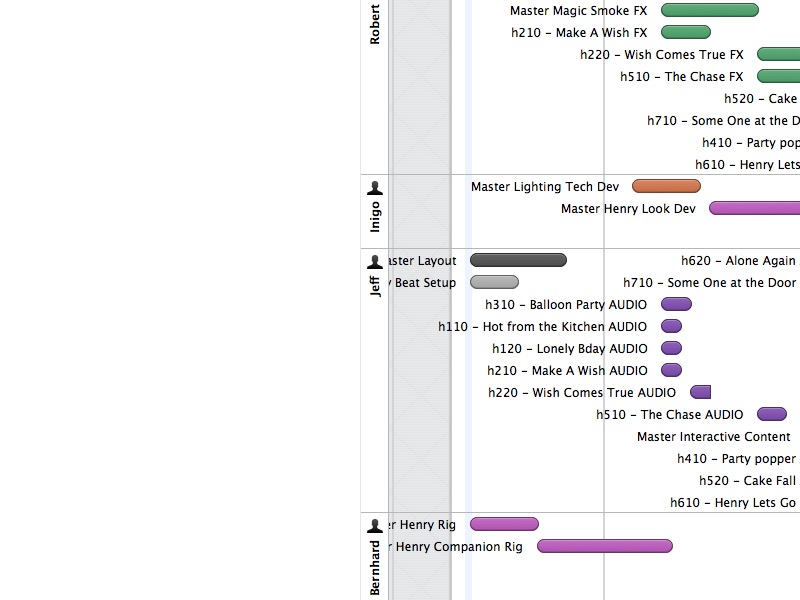 Robert
Master Magic Smoke FX
h210 – Make A Wish FX
h220 – Wish Comes True FX
h510 – The Chase FX
h520 – Cake
h710 – Some One at the D
h410 – Party pop
h610 – Henry Lets
Inigo
Master Lighting Tech Dev
Master Henry Look Dev
Jeff
aster Layout h620 – Alone Again
y Beat Setup h710 – Some One at the Door
h310 – Balloon Party AUDIO
h110 – Hot from the Kitchen AUDIO
h120 – Lonely Bday AUDIO
h210 – Make A Wish AUDIO
h220 – Wish Comes True AUDIO
h510 – The Chase AUDIO
Master Interactive Content
h410 – Party popper
h520 – Cake Fall
h610 – Henry Lets Go
Bernhard
er Henry Rig
r Henry Companion Rig